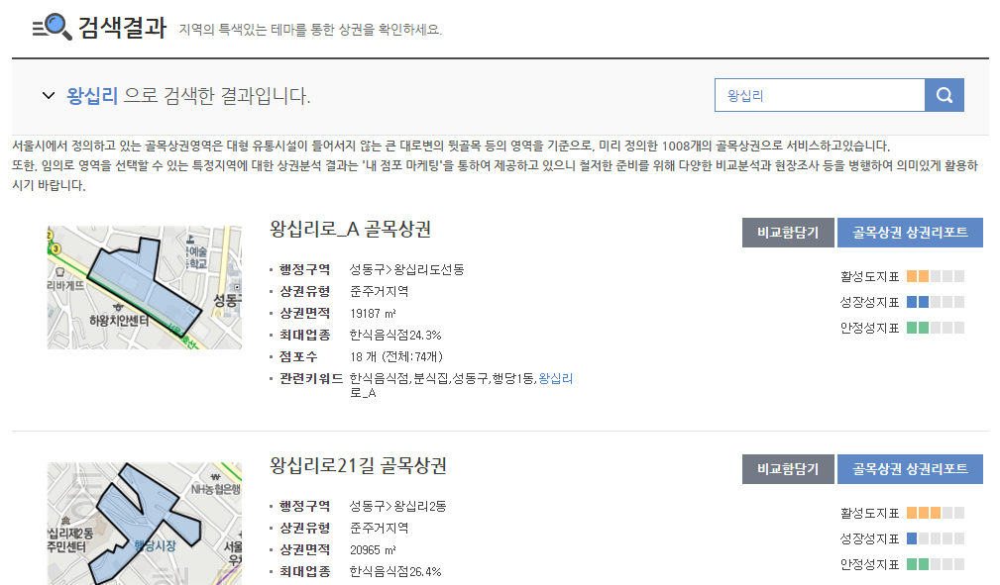 검색결과 지역의 특색있는 테마를 통한 상권을 확인하세요.
왕십리 으로 검색한 결과입니다.
왕십리
서울시에서 정의하고 있는 골목상권영역은 대형 유통시설이 들어서지 않는 큰 대로변의 뒷골목 등의 영역을 기준으로, 미리 정의한 1008개의 골목상권으로 서비스하고있습니다.
또한, 임의로 영역을 선택할 수 있는 특정지역에 대한 상권분석 결과는 '내 점포 마케팅'을 통하여 제공하고 있으니 철저한 준비를 위해 다양한 비교분석과 현장조사 등을 병행하여 의미있게 활용하
시기 바랍니다.
2
3
예술
학교
리바게뜨
성동구
하왕치안센터
왕십리로_A 골목상권
비교함담기 골목상권 상권리포트
행정구역 성동구>왕십리도선동
상권유형 준주거지역
상권면적 19187 ㎡
최대업종 한식음식점24.3%
점포수 18 개 (전체:74개)
관련키워드 한식음식점,분식집,성동구,행당1동,왕십리
로_A
활성도지표
성장성지표
안정성지표
NH농협은행
십리제2동
주민센터
행당시장
서울
우체
왕십리로21길 골목상권
비교함담기 골목상권 상권리포트
행정구역 성동구>왕십리2동
상권유형 준주거지역
상권면적 20965 ㎡
최대업종 한식음식점26.4%
활성도지표
성장성지표
안정성지표